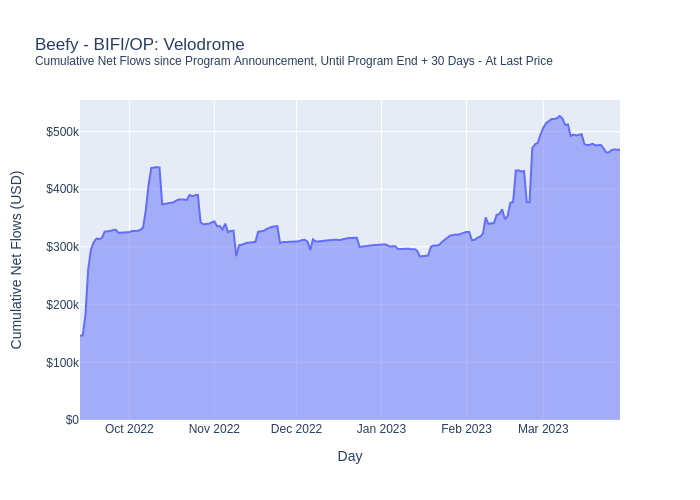 Beefy - BIFI/OP: Velodrome
Cumulative Net Flows since Program Announcement, Until Program End + 30 Days - At Last Price
Cumulative Net Flows (USD)
$500k
$400k
$300k
$200k
$100k
$0
Oct 2022
Nov 2022
Dec 2022
Jan 2023
Feb 2023
Mar 2023
Day